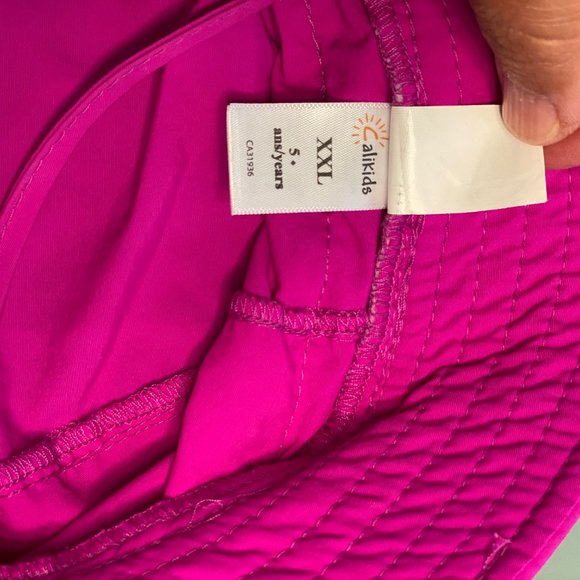 Calikids
XXL
5+
ans/years
CA31936